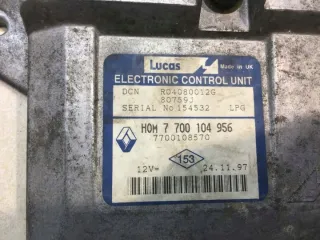 Lucas
Made in UK
ELECTRONIC CONTROL UNIT
DCN R04080012G
80759J
SERIAL No 154532 LPG
HOM 7 700 104 956
7700108570
153
12V= 24.11.97